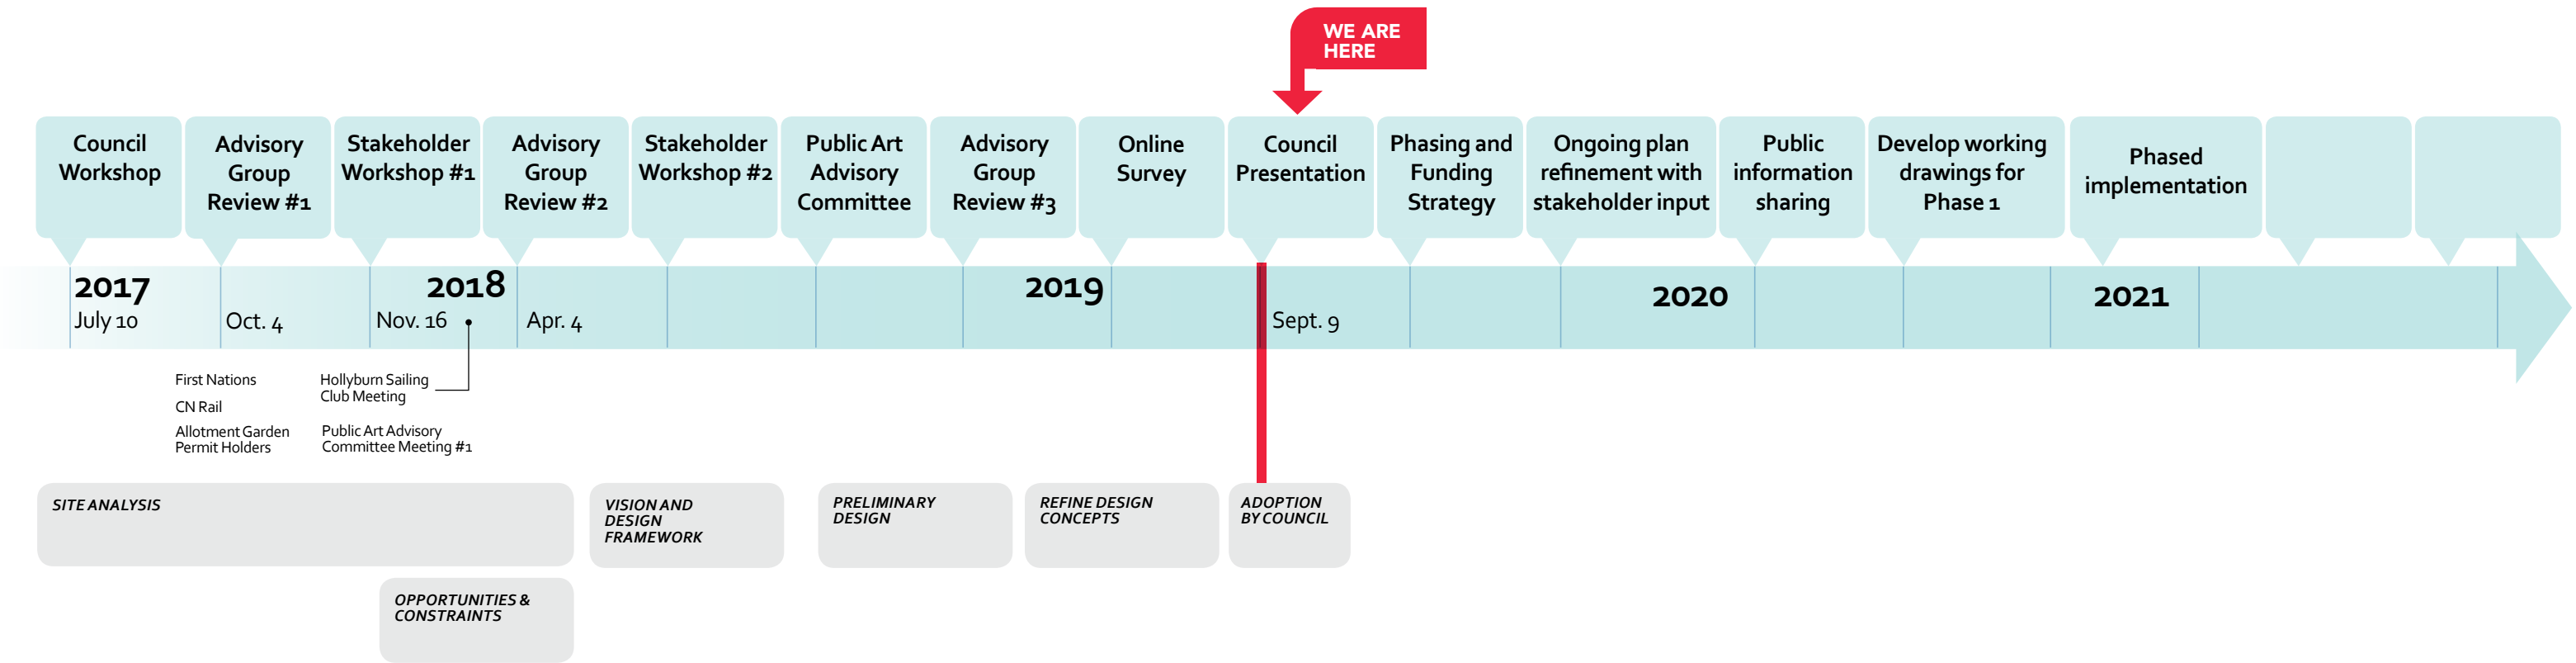 WE ARE
HERE
Council
Workshop
Advisory
Group
Review #1
Stakeholder
Workshop #1
Advisory
Group
Review #2
Stakeholder
Workshop #2
Public Art
Advisory
Committee
Advisory
Group
Review #3
Online
Survey
Council
Presentation
Phasing and
Funding
Strategy
Ongoing plan
refinement with
stakeholder input
Public
information
sharing
Develop working
drawings for
Phase 1
Phased
implementation
2017
July 10
Oct. 4
Nov. 16
2018
Apr. 4
2019
Sept. 9
2020
2021
First Nations
CN Rail
Allotment Garden
Permit Holders
Hollyburn Sailing
Club Meeting
Public Art Advisory
Committee Meeting #1
SITE ANALYSIS
OPPORTUNITIES &
CONSTRAINTS
VISION AND
DESIGN
FRAMEWORK
PRELIMINARY
DESIGN
REFINE DESIGN
CONCEPTS
ADOPTION
BY COUNCIL